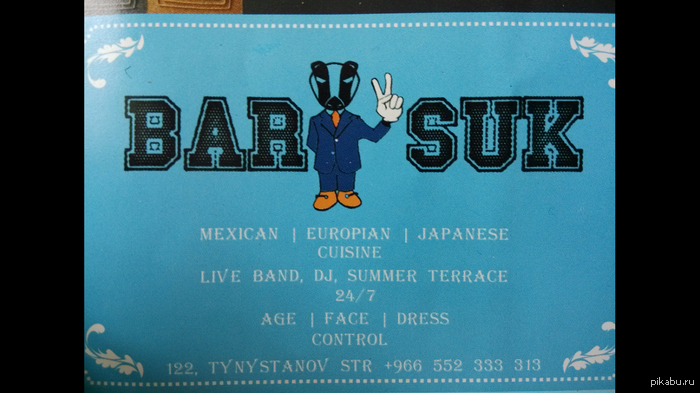 BAR SUK
MEXICAN | EUROPIAN | JAPANESE
CUISINE
LIVE BAND, DJ, SUMMER TERRACE
24/7
AGE | FACE | DRESS
CONTROL
122, TYNYSTANOV STR +966 552 333 313
pikabu.ru